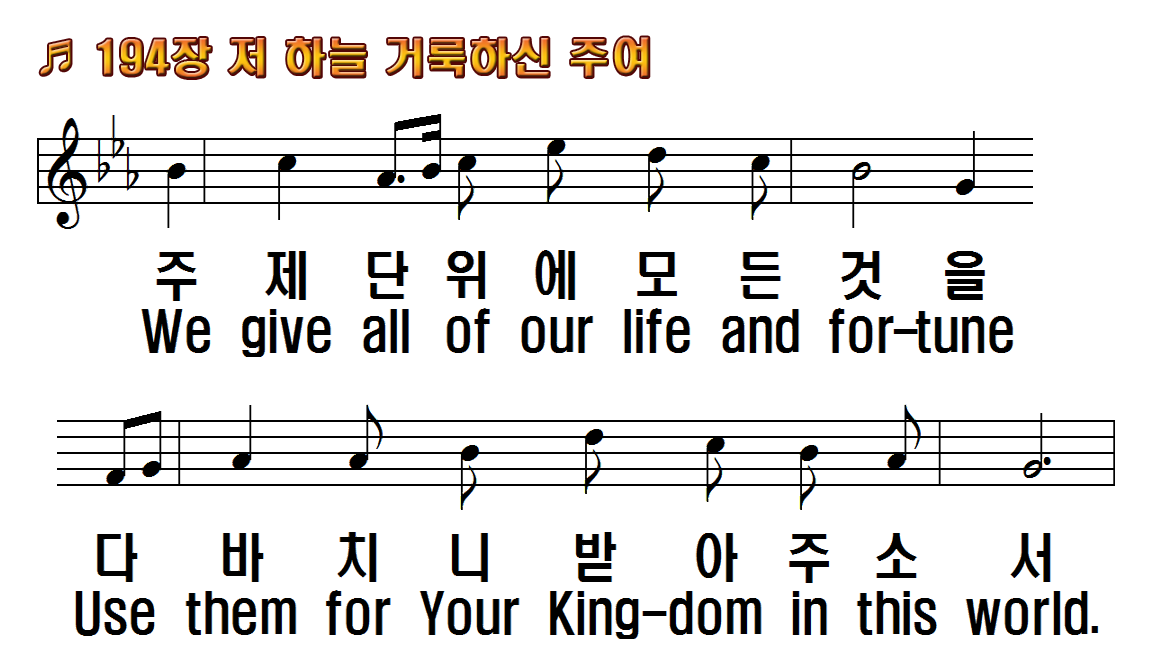 ♬ 194장 저 하늘 거룩하신 주여
주 제 단 위 에 모 든 것 을
We give all of our life and for-tune
다 바 치 니 받 아 주 소 서
Use them for Your King-dom in this world.